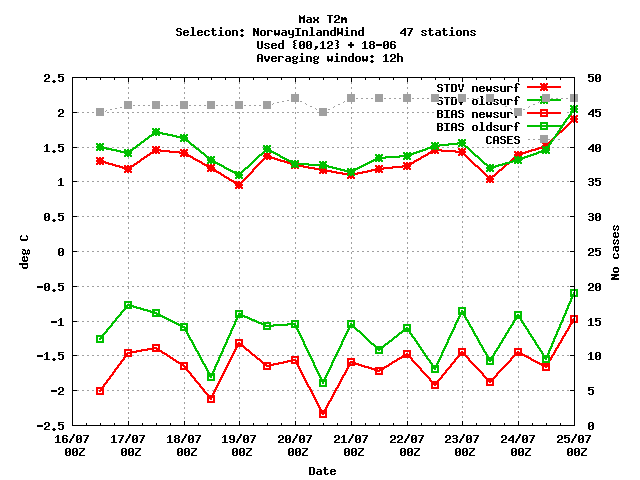 Max T2m
Selection: NorwayInlandWind 47 stations
Used {00,12} + 18-06
Averaging window: 12h
2.5
2
1.5
1
0.5
0
-0.5
-1
-1.5
-2
-2.5
deg C
50
45
40
35
30
25
20
15
10
5
0
No cases
STDV newsurf
STDV oldsurf
BIAS newsurf
BIAS oldsurf
CASES
16/07 17/07 18/07 19/07 20/07 21/07 22/07 23/07 24/07 25/07
00Z 00Z 00Z 00Z 00Z 00Z 00Z 00Z 00Z 00Z
Date